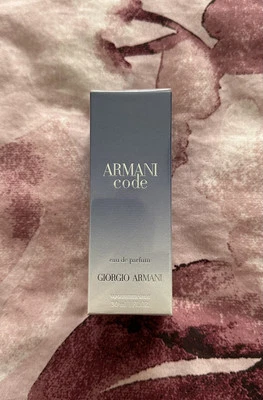 ARMANI
code
eau de parfum
GIORGIO ARMANI